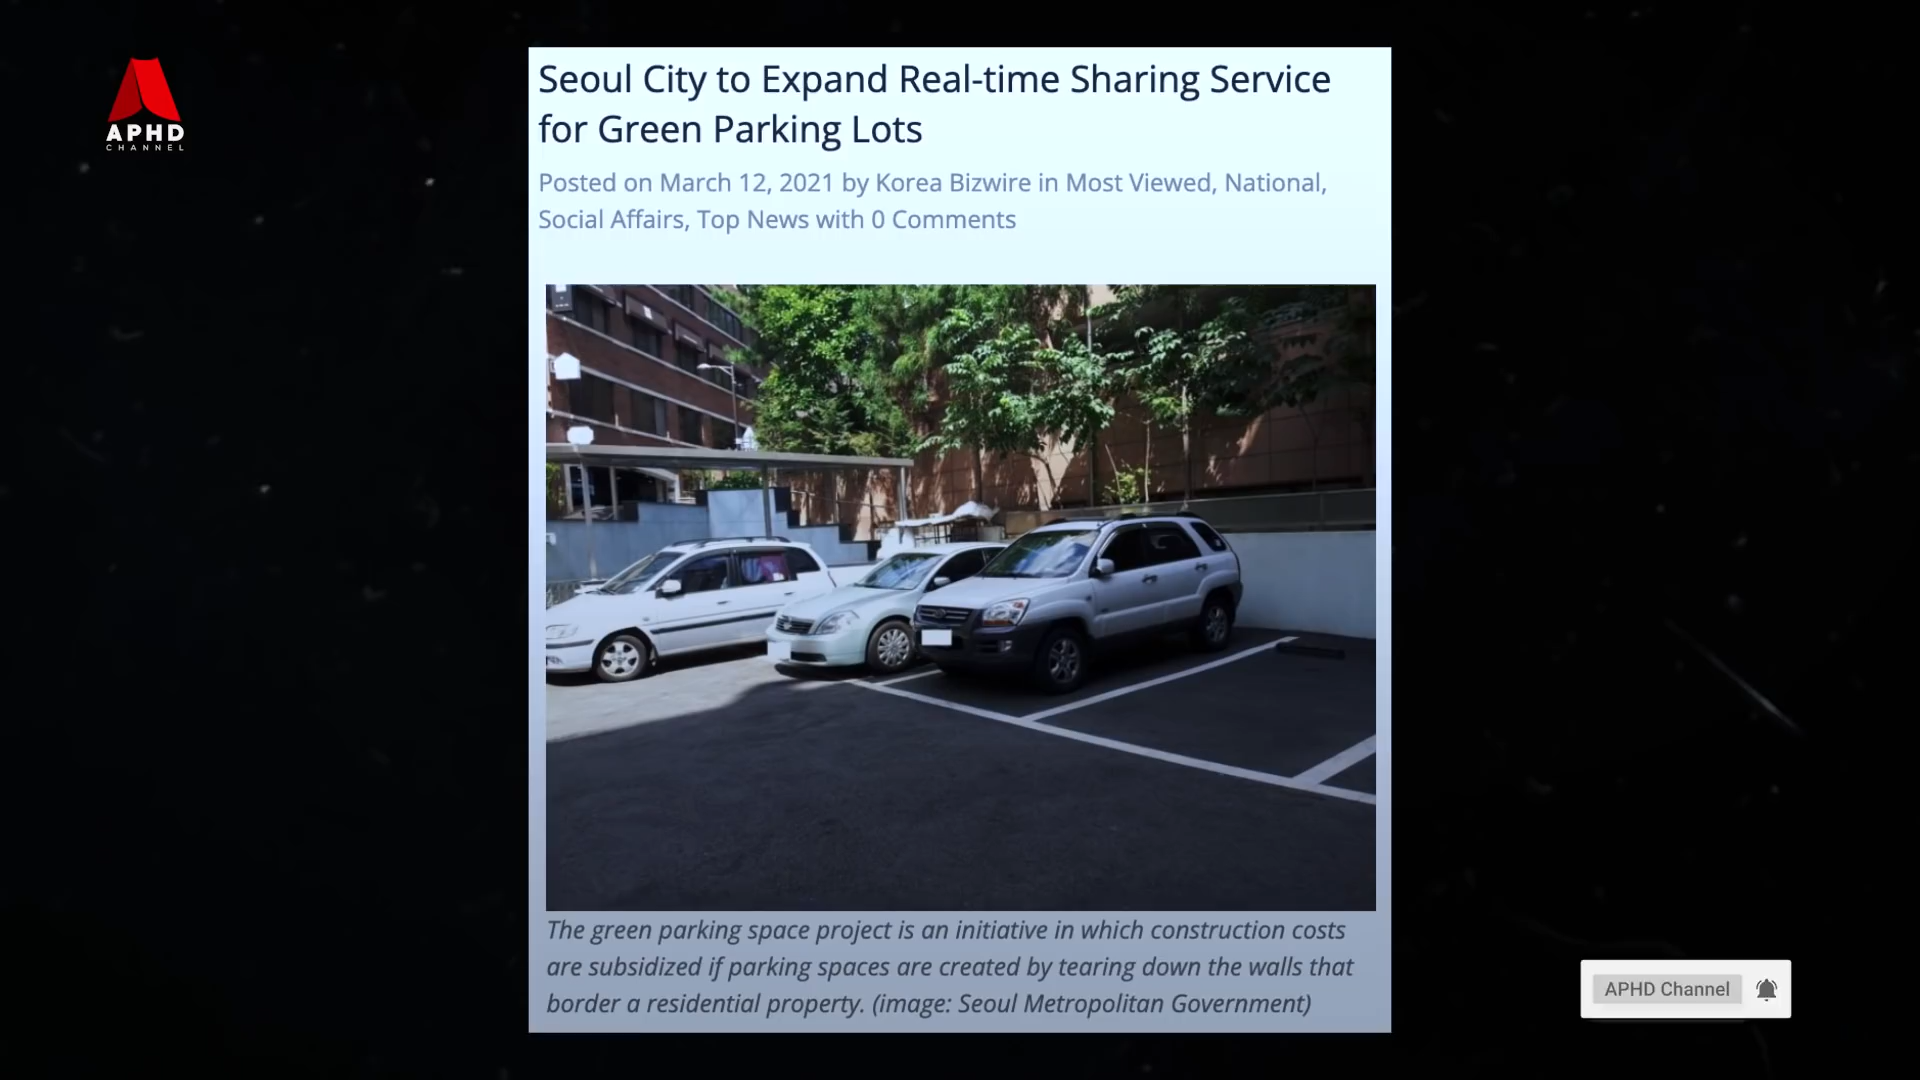 APHD
CHANNEL
Seoul City to Expand Real-time Sharing Service
for Green Parking Lots
Posted on March 12, 2021 by Korea Bizwire in Most Viewed, National,
Social Affairs, Top News with 0 Comments
The green parking space project is an initiative in which construction costs
are subsidized if parking spaces are created by tearing down the walls that
border a residential property. (image: Seoul Metropolitan Government)
APHD Channel